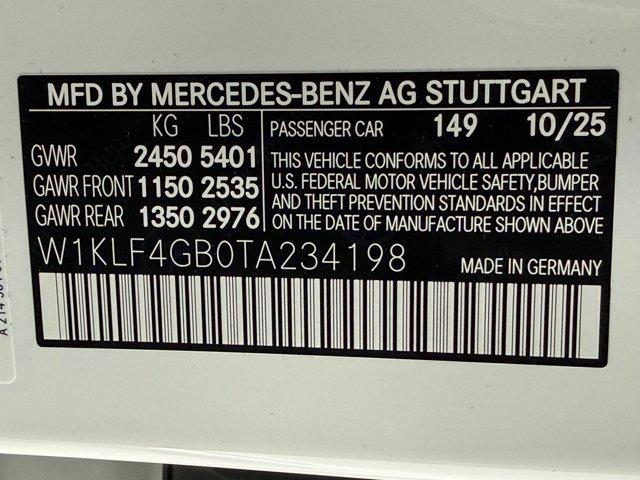 MFD BY MERCEDES-BENZ AG STUTTGART
KG LBS
GVWR 2450 5401
GAWR FRONT 1150 2535
GAWR REAR 1350 2976
PASSENGER CAR 149 10/25
THIS VEHICLE CONFORMS TO ALL APPLICABLE
U.S. FEDERAL MOTOR VEHICLE SAFETY,BUMPER
AND THEFT PREVENTION STANDARDS IN EFFECT
ON THE DATE OF MANUFACTURE SHOWN ABOVE
W1KLF4GB0TA234198 MADE IN GERMANY